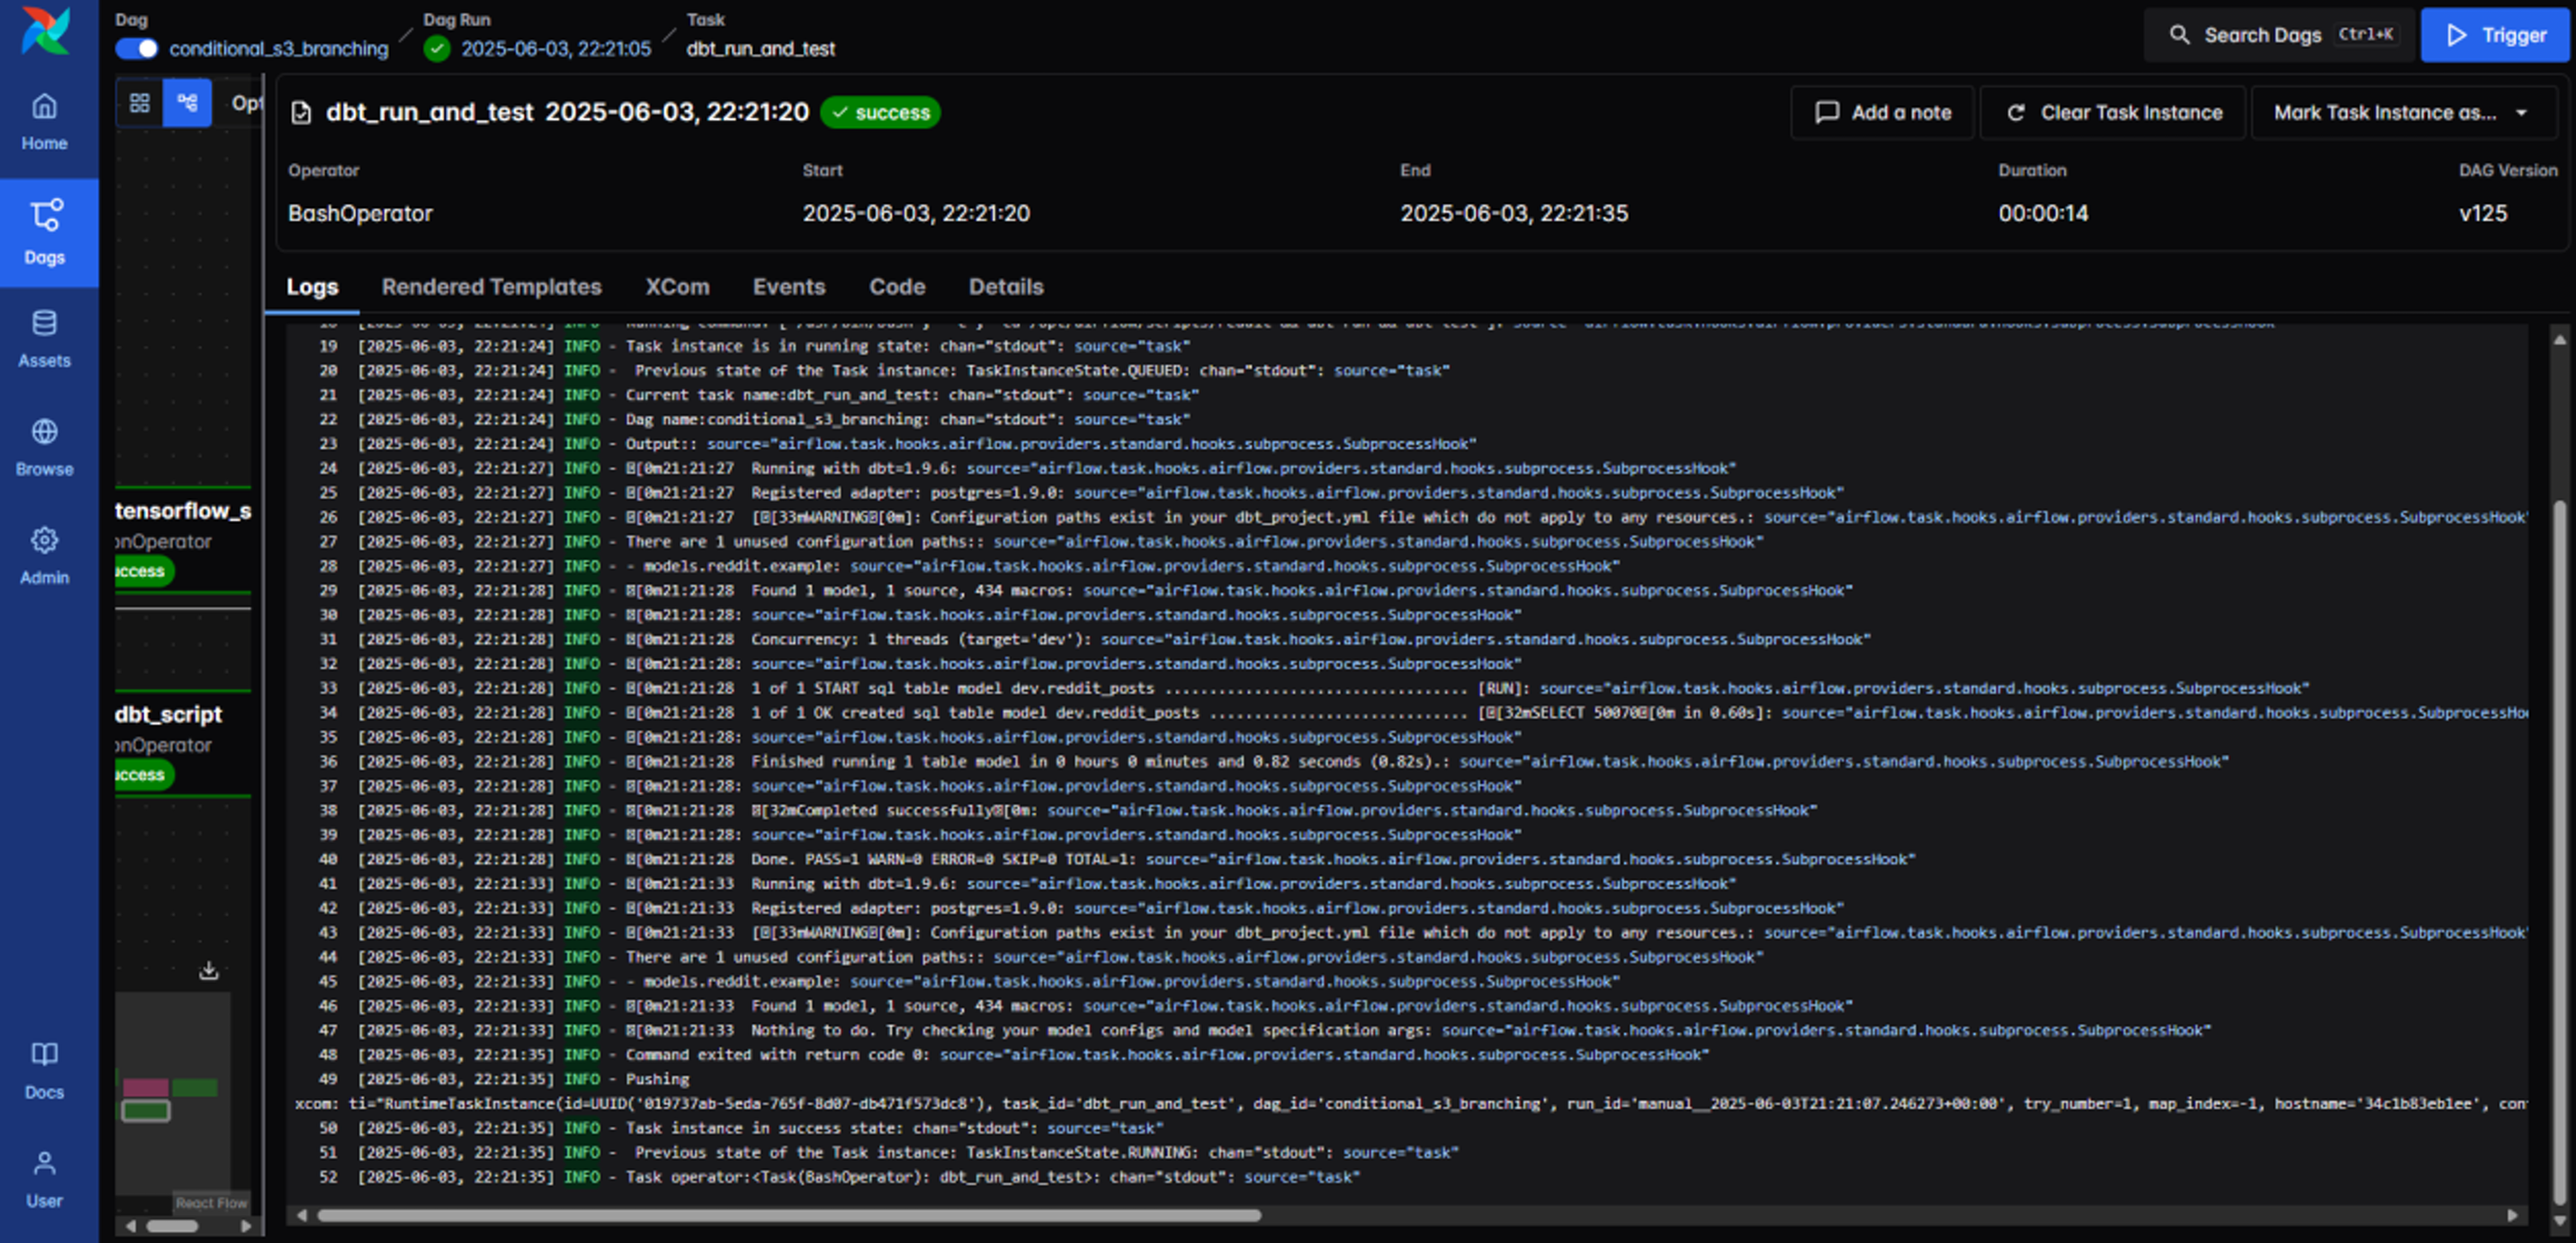 Dag
Dag Run
Task
conditional_s3_branching
2025-06-03, 22:21:05
dbt_run_and_test
Search Dags
Ctrl+K
Trigger
Home
Dags
Assets
Browse
Admin
Docs
User
Opt
tensorflow_s
onOperator
uccess
dbt_script
onOperator
uccess
React Flow
dbt_run_and_test 2025-06-03, 22:21:20
success
Add a note
Clear Task Instance
Mark Task Instance as...
Operator
Start
End
Duration
DAG Version
BashOperator
2025-06-03, 22:21:20
2025-06-03, 22:21:35
00:00:14
v125
Logs
Rendered Templates
XCom
Events
Code
Details
19 [2025-06-03, 22:21:24] INFO - Task instance is in running state: chan="stdout": source="task"
20 [2025-06-03, 22:21:24] INFO -  Previous state of the Task instance: TaskInstanceState.QUEUED: chan="stdout": source="task"
21 [2025-06-03, 22:21:24] INFO - Current task name:dbt_run_and_test: chan="stdout": source="task"
22 [2025-06-03, 22:21:24] INFO - Dag name:conditional_s3_branching: chan="stdout": source="task"
23 [2025-06-03, 22:21:24] INFO - Output:: source="airflow.task.hooks.airflow.providers.standard.hooks.subprocess.SubprocessHook"
24 [2025-06-03, 22:21:27] INFO - [0m21:21:27  Running with dbt=1.9.6: source="airflow.task.hooks.airflow.providers.standard.hooks.subprocess.SubprocessHook"
25 [2025-06-03, 22:21:27] INFO - [0m21:21:27  Registered adapter: postgres=1.9.0: source="airflow.task.hooks.airflow.providers.standard.hooks.subprocess.SubprocessHook"
26 [2025-06-03, 22:21:27] INFO - [0m21:21:27  [[33mWARNING[0m]: Configuration paths exist in your dbt_project.yml file which do not apply to any resources.: source="airflow.task.hooks.airflow.providers.standard.hooks.subprocess.SubprocessHook"
27 [2025-06-03, 22:21:27] INFO - There are 1 unused configuration paths:: source="airflow.task.hooks.airflow.providers.standard.hooks.subprocess.SubprocessHook"
28 [2025-06-03, 22:21:27] INFO - - models.reddit.example: source="airflow.task.hooks.airflow.providers.standard.hooks.subprocess.SubprocessHook"
29 [2025-06-03, 22:21:28] INFO - [0m21:21:28  Found 1 model, 1 source, 434 macros: source="airflow.task.hooks.airflow.providers.standard.hooks.subprocess.SubprocessHook"
30 [2025-06-03, 22:21:28] INFO - [0m21:21:28: source="airflow.task.hooks.airflow.providers.standard.hooks.subprocess.SubprocessHook"
31 [2025-06-03, 22:21:28] INFO - [0m21:21:28  Concurrency: 1 threads (target='dev'): source="airflow.task.hooks.airflow.providers.standard.hooks.subprocess.SubprocessHook"
32 [2025-06-03, 22:21:28] INFO - [0m21:21:28: source="airflow.task.hooks.airflow.providers.standard.hooks.subprocess.SubprocessHook"
33 [2025-06-03, 22:21:28] INFO - [0m21:21:28  1 of 1 START sql table model dev.reddit_posts .................................. [RUN]: source="airflow.task.hooks.airflow.providers.standard.hooks.subprocess.SubprocessHook"
34 [2025-06-03, 22:21:28] INFO - [0m21:21:28  1 of 1 OK created sql table model dev.reddit_posts ............................. [[32mSELECT 50070[0m in 0.60s]: source="airflow.task.hooks.airflow.providers.standard.hooks.subprocess.SubprocessHo
35 [2025-06-03, 22:21:28] INFO - [0m21:21:28: source="airflow.task.hooks.airflow.providers.standard.hooks.subprocess.SubprocessHook"
36 [2025-06-03, 22:21:28] INFO - [0m21:21:28  Finished running 1 table model in 0 hours 0 minutes and 0.82 seconds (0.82s).: source="airflow.task.hooks.airflow.providers.standard.hooks.subprocess.SubprocessHook"
37 [2025-06-03, 22:21:28] INFO - [0m21:21:28: source="airflow.task.hooks.airflow.providers.standard.hooks.subprocess.SubprocessHook"
38 [2025-06-03, 22:21:28] INFO - [0m21:21:28  [32mCompleted successfully[0m: source="airflow.task.hooks.airflow.providers.standard.hooks.subprocess.SubprocessHook"
39 [2025-06-03, 22:21:28] INFO - [0m21:21:28: source="airflow.task.hooks.airflow.providers.standard.hooks.subprocess.SubprocessHook"
40 [2025-06-03, 22:21:28] INFO - [0m21:21:28  Done. PASS=1 WARN=0 ERROR=0 SKIP=0 TOTAL=1: source="airflow.task.hooks.airflow.providers.standard.hooks.subprocess.SubprocessHook"
41 [2025-06-03, 22:21:33] INFO - [0m21:21:33  Running with dbt=1.9.6: source="airflow.task.hooks.airflow.providers.standard.hooks.subprocess.SubprocessHook"
42 [2025-06-03, 22:21:33] INFO - [0m21:21:33  Registered adapter: postgres=1.9.0: source="airflow.task.hooks.airflow.providers.standard.hooks.subprocess.SubprocessHook"
43 [2025-06-03, 22:21:33] INFO - [0m21:21:33  [[33mWARNING[0m]: Configuration paths exist in your dbt_project.yml file which do not apply to any resources.: source="airflow.task.hooks.airflow.providers.standard.hooks.subprocess.SubprocessHook"
44 [2025-06-03, 22:21:33] INFO - There are 1 unused configuration paths:: source="airflow.task.hooks.airflow.providers.standard.hooks.subprocess.SubprocessHook"
45 [2025-06-03, 22:21:33] INFO - - models.reddit.example: source="airflow.task.hooks.airflow.providers.standard.hooks.subprocess.SubprocessHook"
46 [2025-06-03, 22:21:33] INFO - [0m21:21:33  Found 1 model, 1 source, 434 macros: source="airflow.task.hooks.airflow.providers.standard.hooks.subprocess.SubprocessHook"
47 [2025-06-03, 22:21:33] INFO - [0m21:21:33  Nothing to do. Try checking your model configs and model specification args: source="airflow.task.hooks.airflow.providers.standard.hooks.subprocess.SubprocessHook"
48 [2025-06-03, 22:21:35] INFO - Command exited with return code 0: source="airflow.task.hooks.airflow.providers.standard.hooks.subprocess.SubprocessHook"
49 [2025-06-03, 22:21:35] INFO - Pushing
xcom: ti="RuntimeTaskInstance(id=UUID('019737ab-5eda-765f-8d07-db471f573dc8'), task_id='dbt_run_and_test', dag_id='conditional_s3_branching', run_id='manual__2025-06-03T21:21:07.246273+00:00', try_number=1, map_index=-1, hostname='34c1b83eb1ee', con
50 [2025-06-03, 22:21:35] INFO - Task instance in success state: chan="stdout": source="task"
51 [2025-06-03, 22:21:35] INFO -  Previous state of the Task instance: TaskInstanceState.RUNNING: chan="stdout": source="task"
52 [2025-06-03, 22:21:35] INFO - Task operator:<Task(BashOperator): dbt_run_and_test>: chan="stdout": source="task"